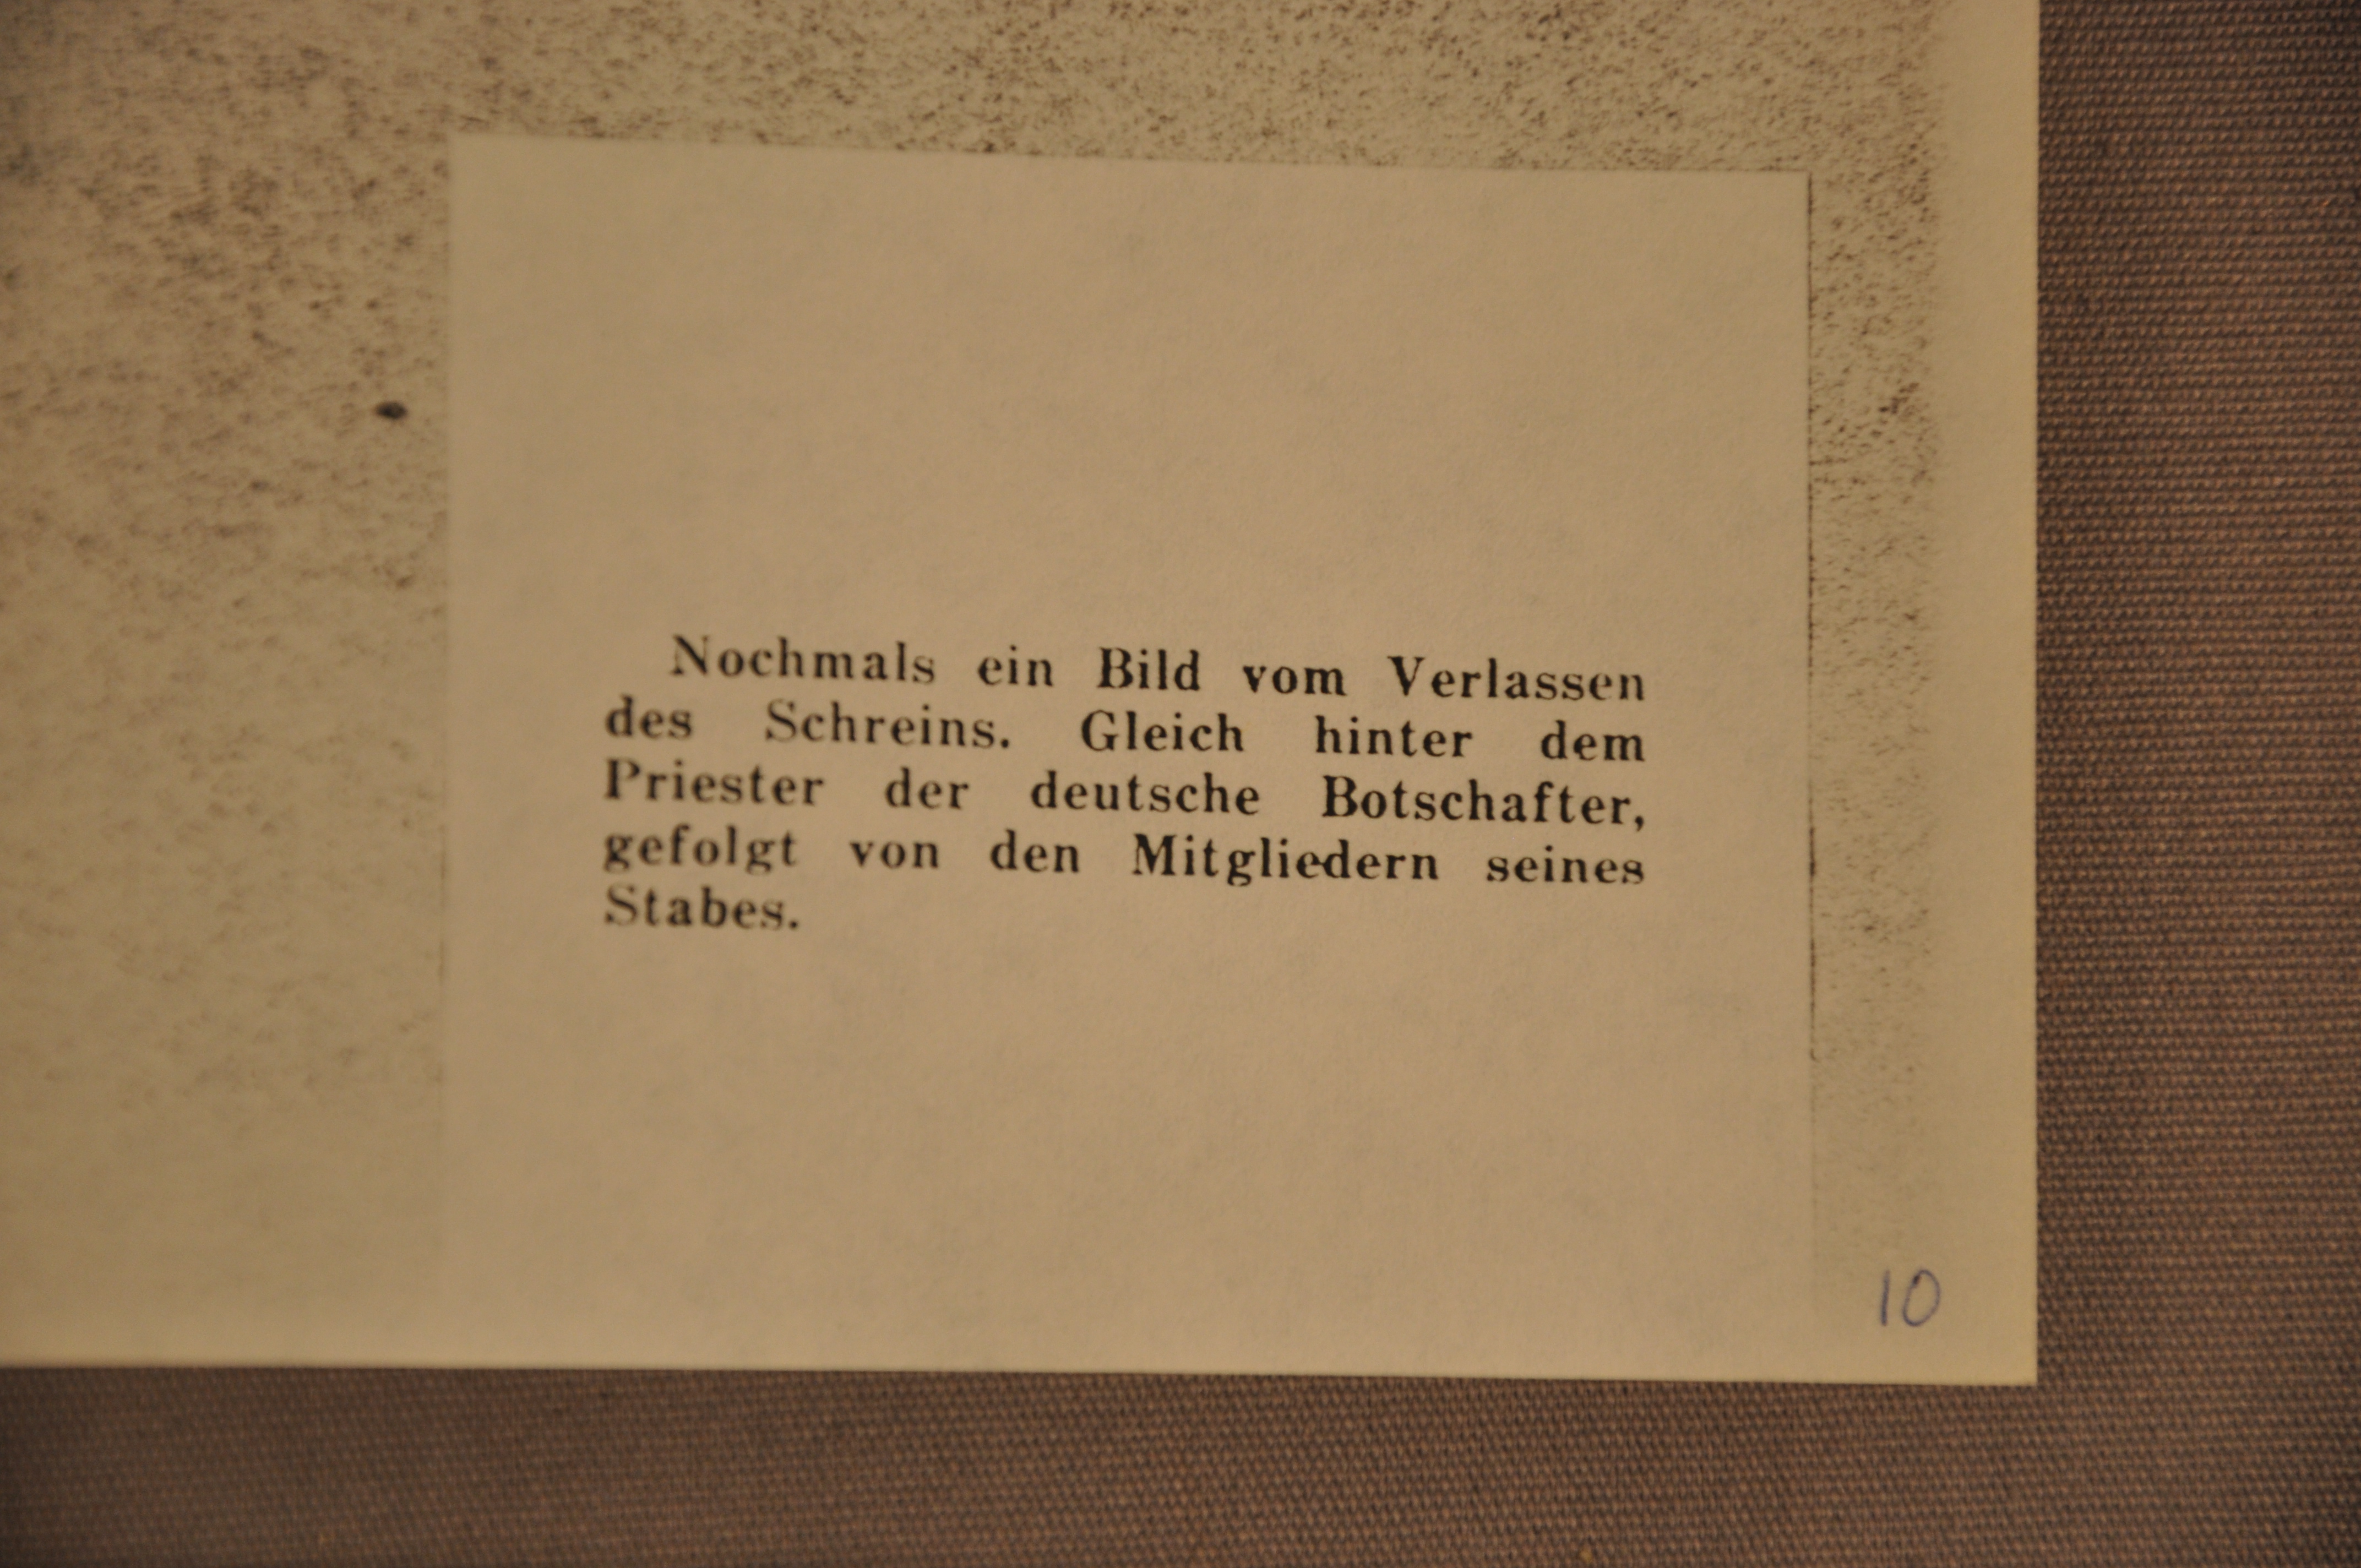 Nochmals ein Bild vom Verlassen
des Schreins. Gleich hinter dem
Priester der deutsche Botschafter,
gefolgt von den Mitgliedern seines
Stabes.
10